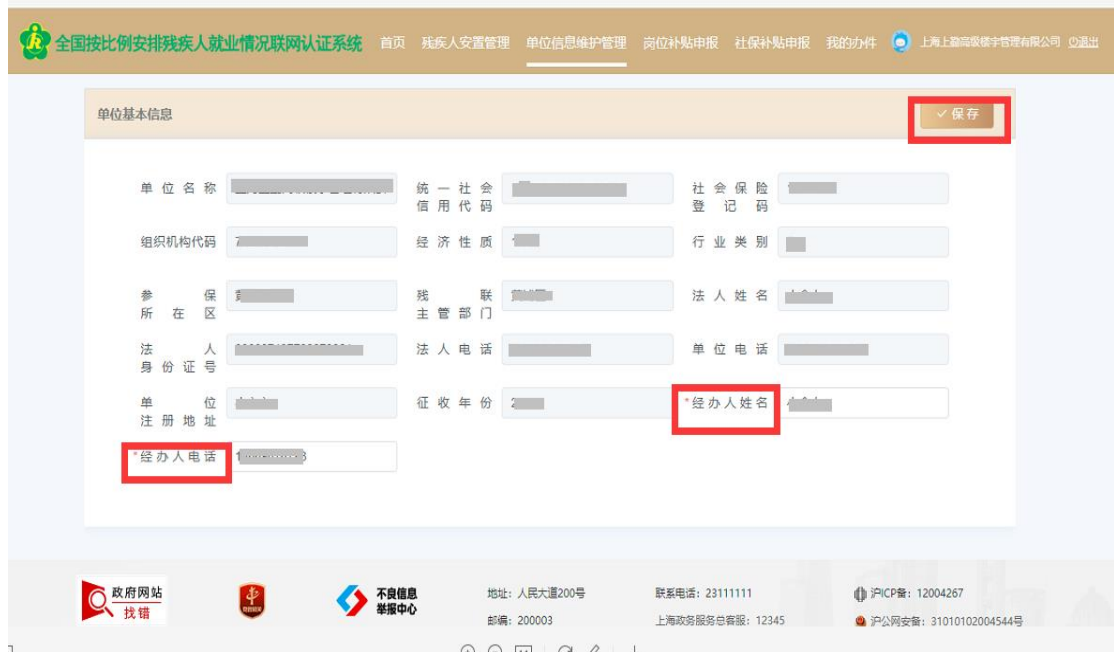 全国按比例安排残疾人就业情况联网认证系统 首页 残疾人安置管理 单位信息维护管理 岗位补贴申报 社保补贴申报 我的办件 上海上勤高级楼宇管理有限公司 退出
单位基本信息 保存
单位名称 统一社会信用代码 社会保险登记码
组织机构代码 7 经济性质 行业类别
参保所在区 残联主管部门 法人姓名
法人身份证号 法人电话 单位电话
单位注册地址 征收年份 2 *经办人姓名
*经办人电话 1 3
政府网站
找错
不良信息
举报中心
地址：人民大道200号 联系电话：23111111 沪ICP备：12004267
邮编：200003 上海政务服务总客服：12345 沪公网安备：31010102004544号